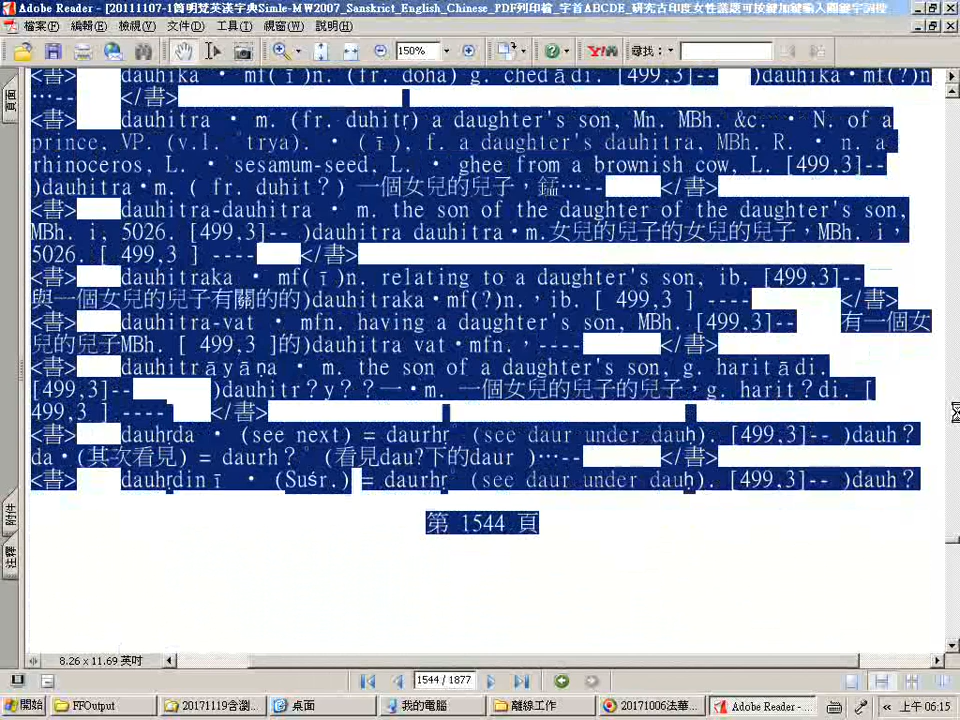 Adobe Reader - [20111107-1簡明梵英漢字典Simle-MW2007_Sanskrict_English_Chinese_PDF列印檔_字首ABCDE_研究古印度女性議題可按鍵加鍵輸入關鍵字詞搜
檔案(F) 編輯(E) 檢視(V) 文件(D) 工具(T) 視窗(W) 說明(H)
150% Y! 尋找:
頁面
<書> dauhika • mf(ī)n. (fr. doha) g. chedādi. [499,3]-- )dauhika•mf(?)n
…-- </書>
<書> dauhitra • m. (fr. duhitṛ) a daughter's son, Mn. MBh. &c. • N. of a
prince, VP. (v.l. °trya). • (ī), f. a daughter's dauhitra, MBh. R. • n. a
rhinoceros, L. • sesamum-seed, L. • ghee from a brownish cow, L. [499,3]--
)dauhitra•m. ( fr. duhit？) 一個女兒的兒子，錳…-- </書>
<書> dauhitra-dauhitra • m. the son of the daughter of the daughter's son,
MBh. i, 5026. [499,3]-- )dauhitra dauhitra•m.女兒的兒子的女兒的兒子，MBh. i，
5026. [ 499,3 ] ---- </書>
<書> dauhitraka • mf(ī)n. relating to a daughter's son, ib. [499,3]--
與一個女兒的兒子有關的的)dauhitraka•mf(?)n.，ib. [ 499,3 ] ---- </書>
<書> dauhitra-vat • mfn. having a daughter's son, MBh. [499,3]-- 有一個女
兒的兒子MBh. [ 499,3 ]的)dauhitra vat•mfn.，---- </書>
<書> dauhitrāyaṇa • m. the son of a daughter's son, g. haritādi.
[499,3]-- )dauhitr？y？？一•m. 一個女兒的兒子的兒子，g. harit？di. [
499,3 ] ---- </書>
<書> dauhṛda • (see next) = daurhṛ° (see daur under dauḥ). [499,3]-- )dauh？
da•(其次看見) = daurh？° (看見dau?下的daur )…-- </書>
<書> dauhṛdinī • (Suśr.) = daurhṛ° (see daur under dauḥ). [499,3]-- )dauh？
第 1544 頁
附件
注釋
8.26 x 11.69 英吋
1544 / 1877
開始 FFOutput 20171119含瀏... 桌面 我的電腦 離線工作 20171006法華... Adobe Reader - ... 上午 06:15